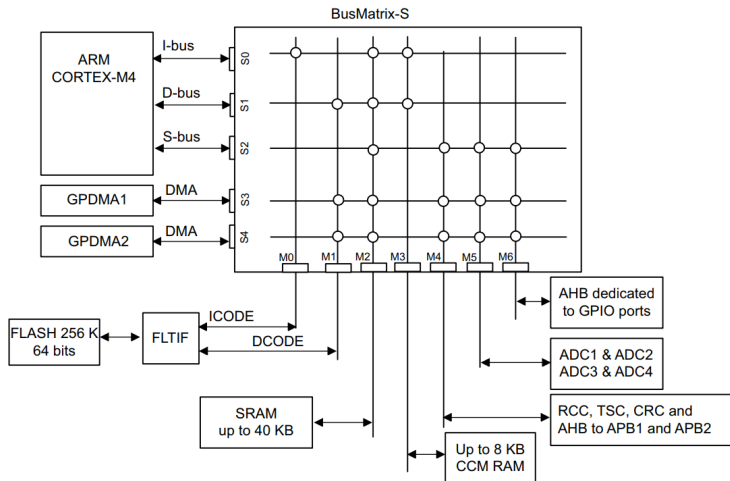 BusMatrix-S
ARM
CORTEX-M4
I-bus
D-bus
S-bus
GPDMA1
DMA
GPDMA2
DMA
S0
S1
S2
S3
S4
M0
M1
M2
M3
M4
M5
M6
FLASH 256 K
64 bits
FLTIF
ICODE
DCODE
AHB dedicated
to GPIO ports
ADC1 & ADC2
ADC3 & ADC4
SRAM
up to 40 KB
RCC, TSC, CRC and
AHB to APB1 and APB2
Up to 8 KB
CCM RAM